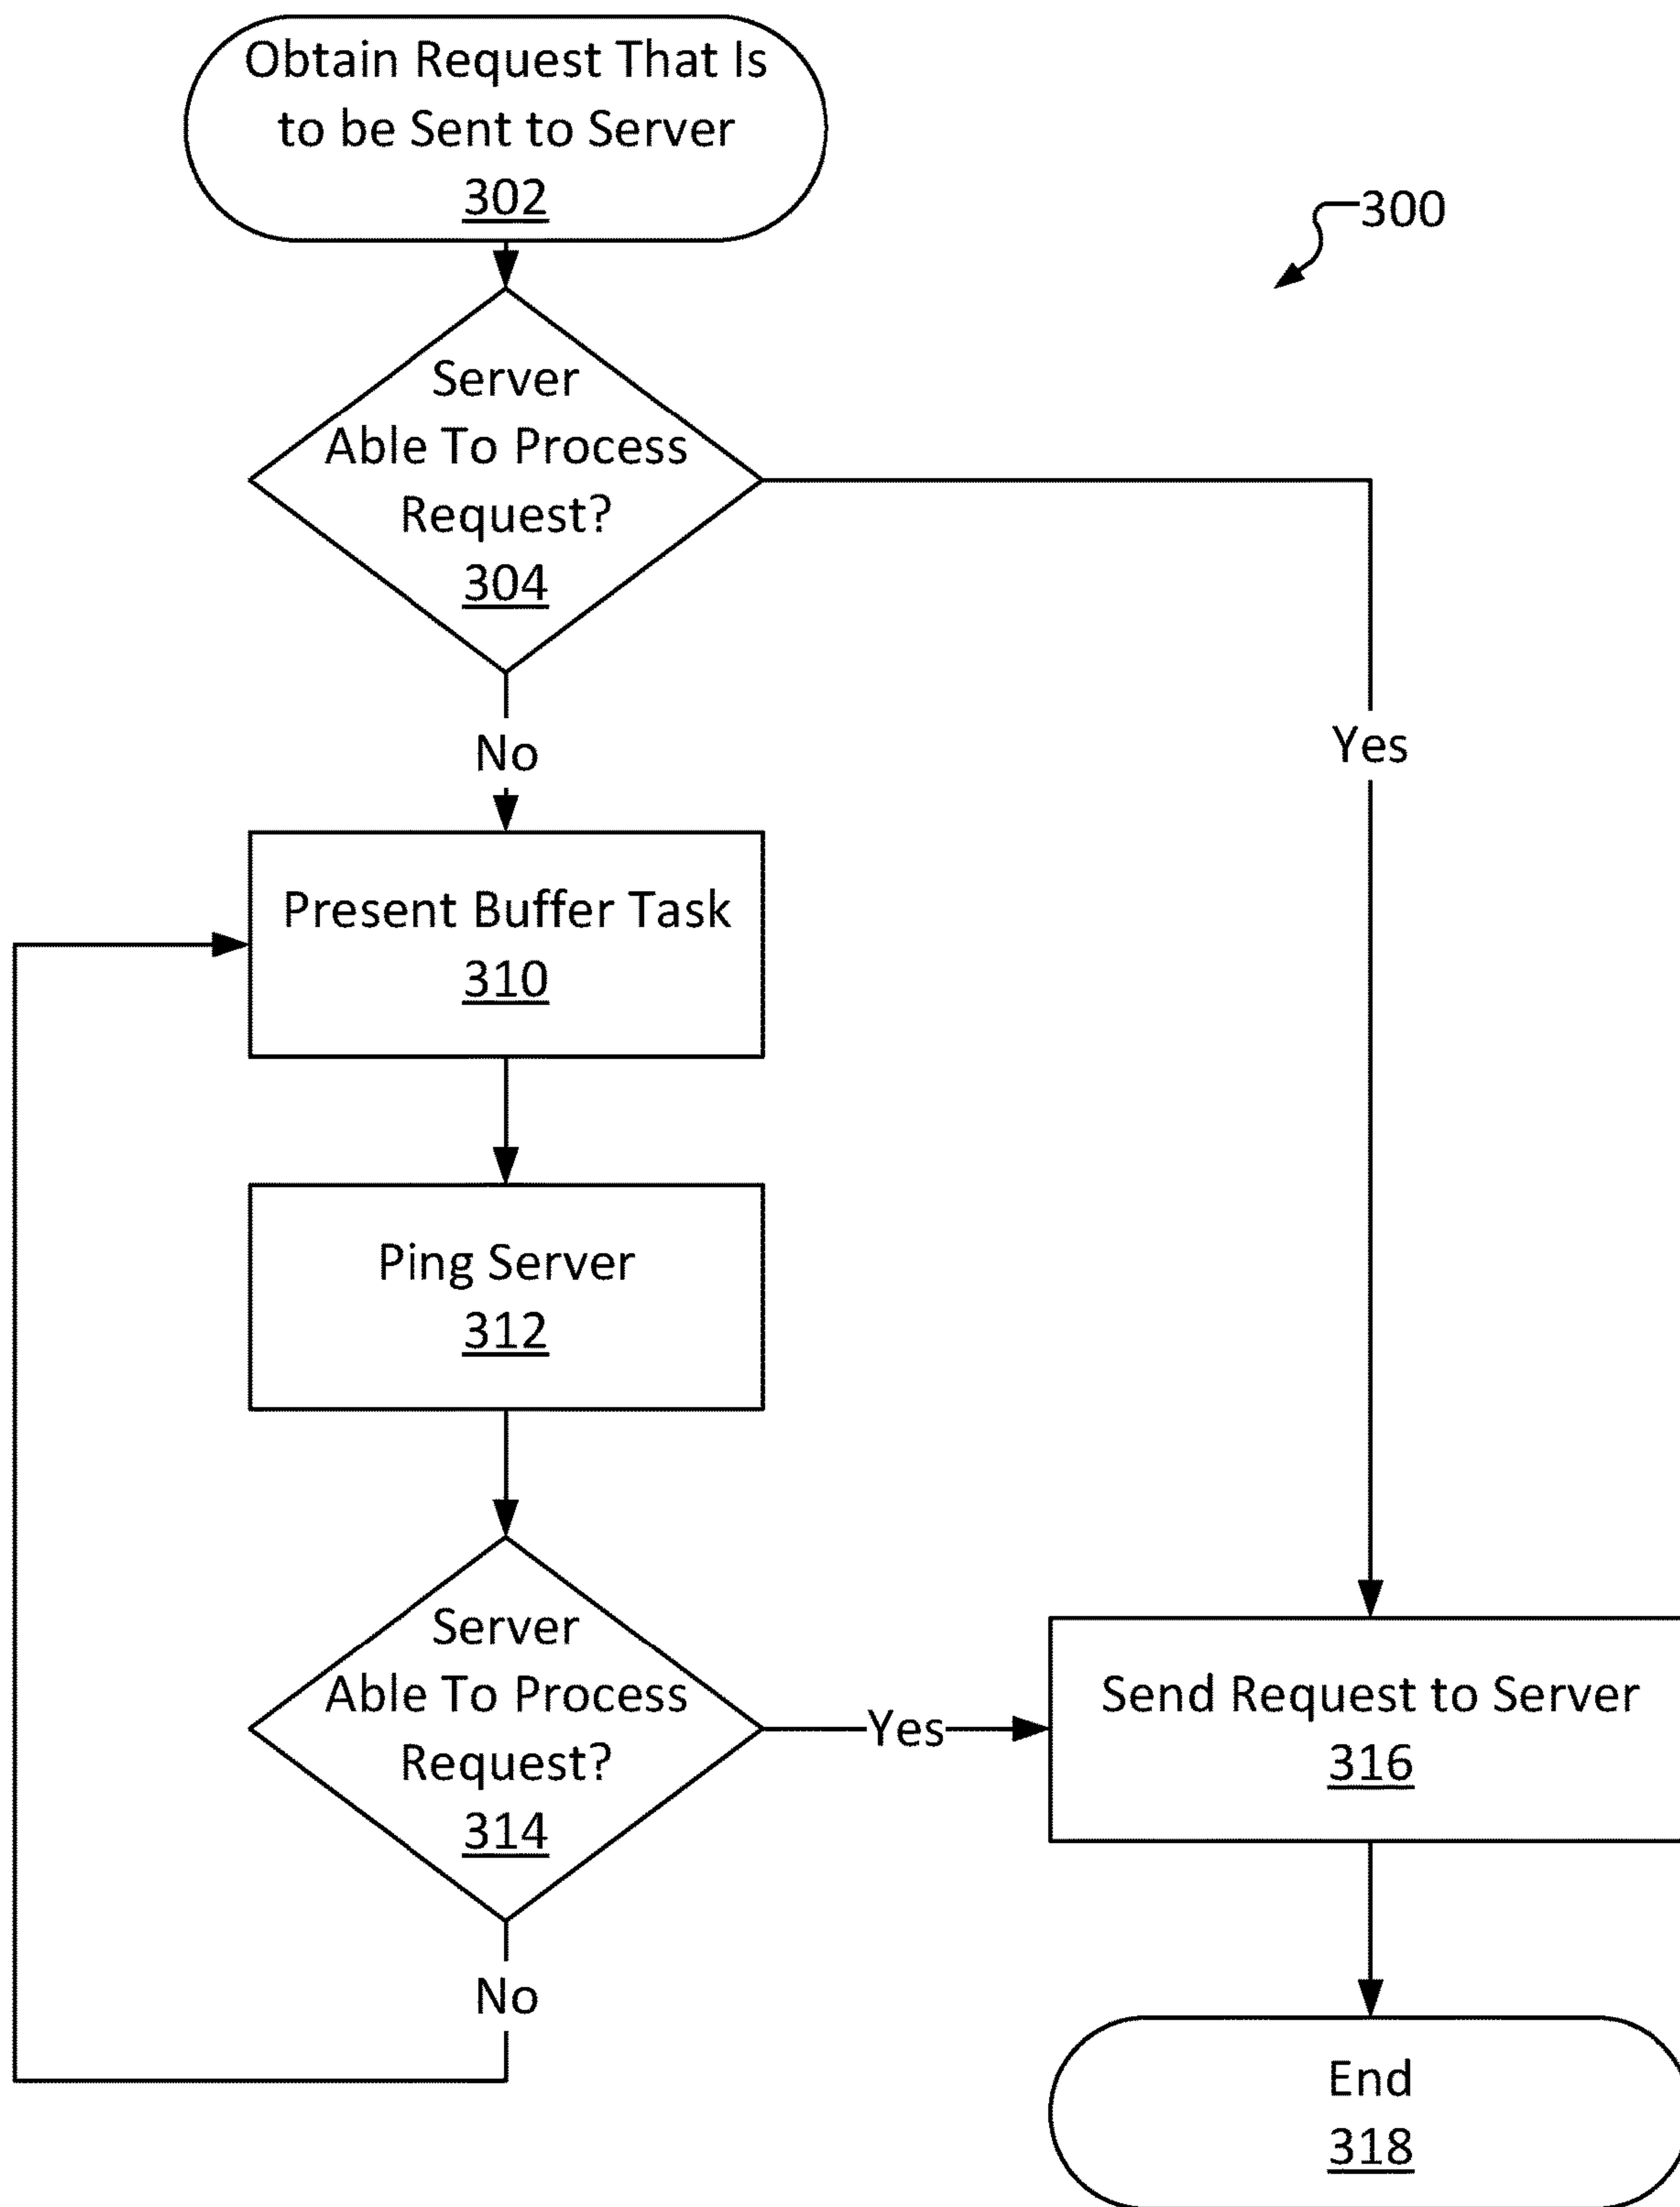 Obtain Request That Is
to be Sent to Server
302
300
Server
Able To Process
Request?
304
No
Yes
Present Buffer Task
310
Ping Server
312
Server
Able To Process
Request?
314
Yes
Send Request to Server
316
No
End
318